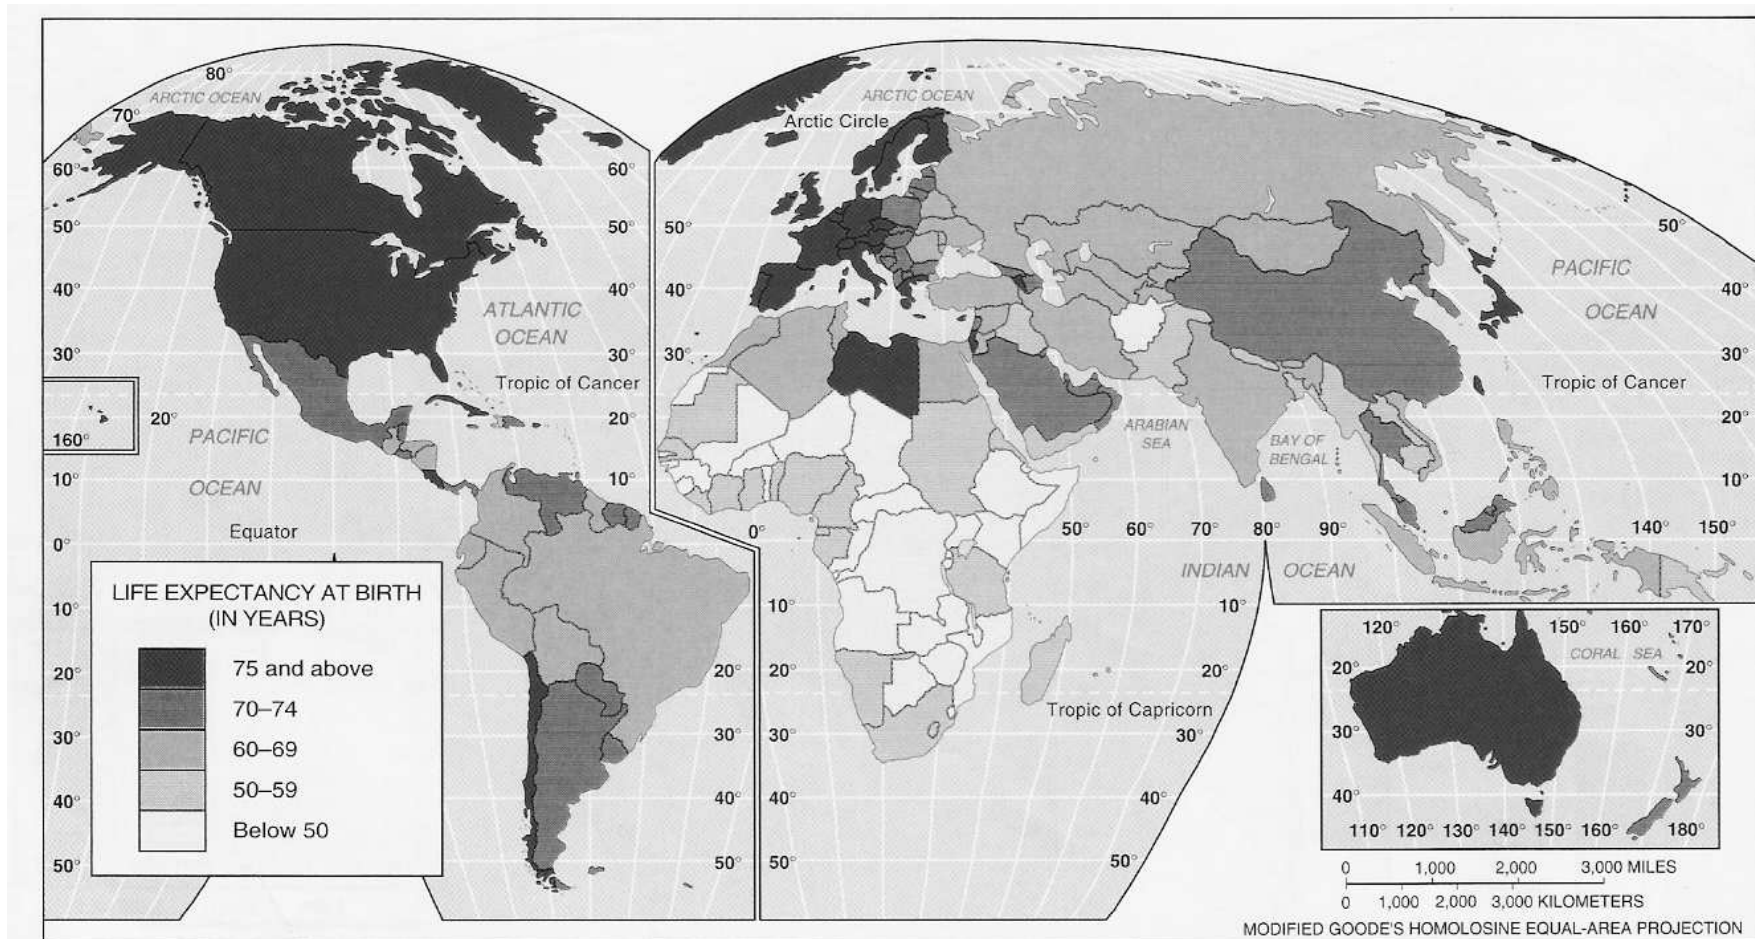 80°
ARCTIC OCEAN
70°
60°
60°
50°
50°
40°
40°
ATLANTIC
OCEAN
30°
30°
Tropic of Cancer
20°
20°
160°
PACIFIC
OCEAN
10°
10°
Equator
0°
10°
20°
20°
30°
30°
40°
40°
50°
50°
LIFE EXPECTANCY AT BIRTH
(IN YEARS)
75 and above
70–74
60–69
50–59
Below 50
ARCTIC OCEAN
Arctic Circle
60°
50°
50°
40°
40°
PACIFIC
OCEAN
30°
30°
Tropic of Cancer
20°
ARABIAN
SEA
BAY OF
BENGAL
10°
0°
50°
60°
70°
80°
90°
140°
150°
INDIAN
OCEAN
10°
10°
20°
20°
Tropic of Capricorn
30°
30°
40°
40°
50°
50°
120°
150°
160°
170°
CORAL SEA
20°
20°
30°
30°
40°
110°
120°
130°
140°
150°
160°
180°
0 1,000 2,000 3,000 MILES
0 1,000 2,000 3,000 KILOMETERS
MODIFIED GOODE'S HOMOLOSINE EQUAL-AREA PROJECTION